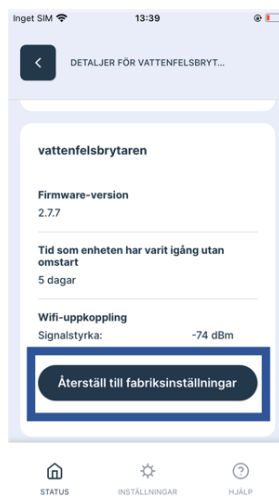 Inget SIM 13:39
DETALJER FÖR VATTENFELSBRYT...
vattenfelsbrytaren
Firmware-version
2.7.7
Tid som enheten har varit igång utan
omstart
5 dagar
Wifi-uppkoppling
Signalstyrka: -74 dBm
Återställ till fabriksinställningar
STATUS INSTÄLLNINGAR HJÄLP